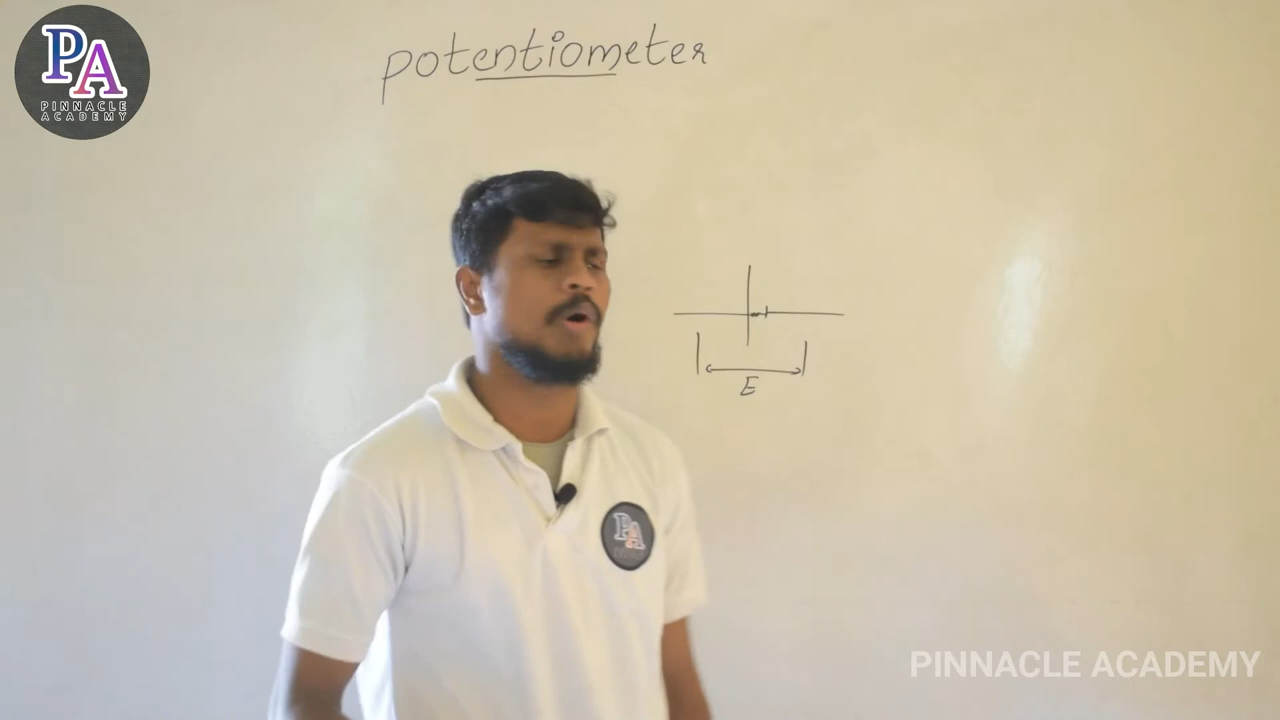 PA
PINNACLE
ACADEMY
potentiometer
E
PA
PINNACLE ACADEMY